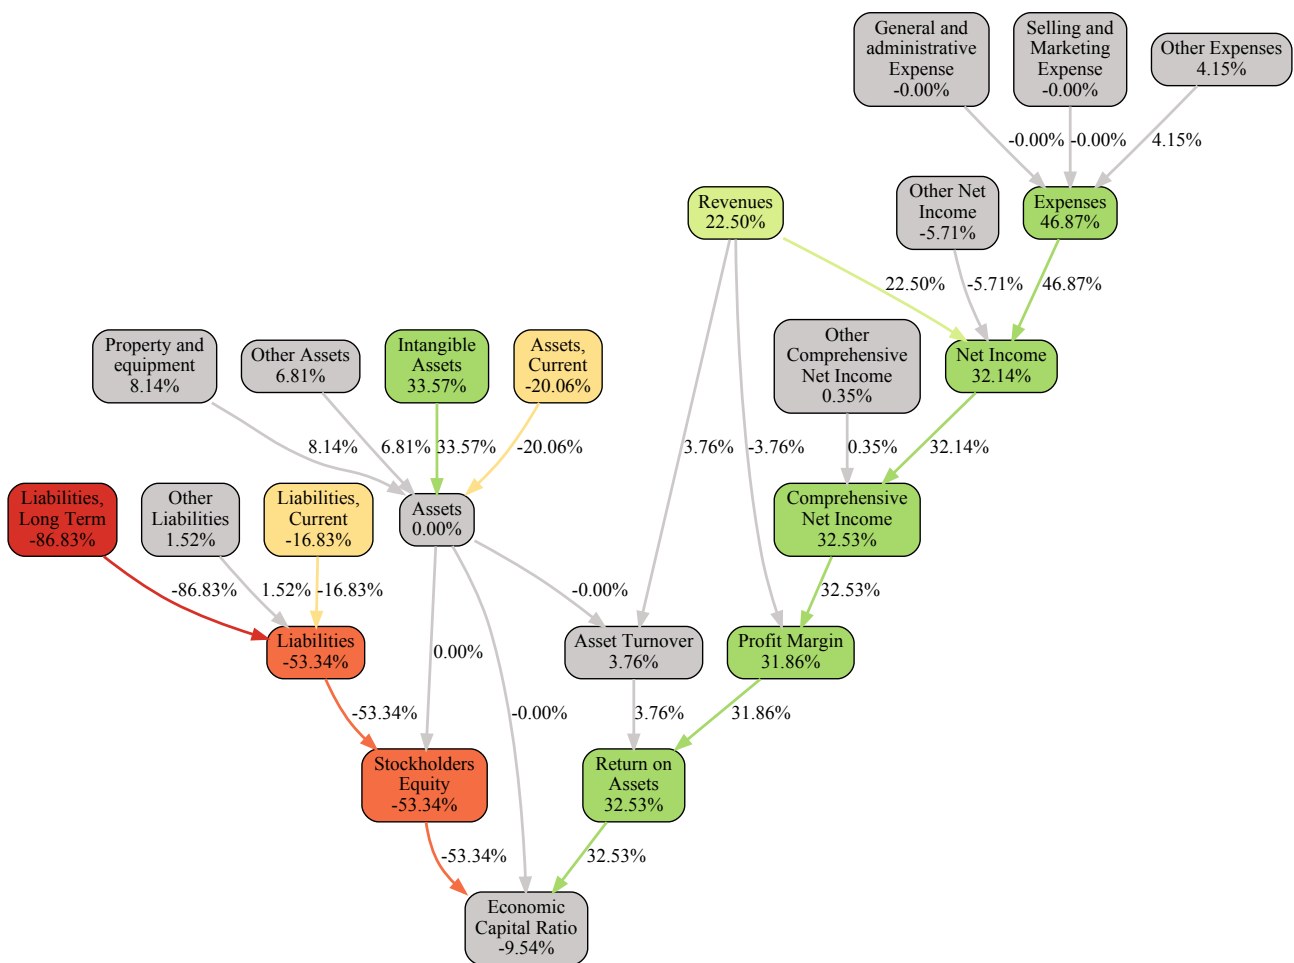 General and
administrative
Expense
-0.00%
Selling and
Marketing
Expense
-0.00%
Other Expenses
4.15%
-0.00%
-0.00%
4.15%
Revenues
22.50%
Other Net
Income
-5.71%
Expenses
46.87%
22.50%
-5.71%
46.87%
Property and
equipment
8.14%
Other Assets
6.81%
Intangible
Assets
33.57%
Assets,
Current
-20.06%
Other
Comprehensive
Net Income
0.35%
Net Income
32.14%
8.14%
6.81%
33.57%
-20.06%
3.76%
-3.76%
0.35%
32.14%
Liabilities,
Long Term
-86.83%
Other
Liabilities
1.52%
Liabilities,
Current
-16.83%
Assets
0.00%
Comprehensive
Net Income
32.53%
-86.83%
1.52%
-16.83%
-0.00%
32.53%
Liabilities
-53.34%
0.00%
Asset Turnover
3.76%
Profit Margin
31.86%
-53.34%
-0.00%
3.76%
31.86%
Stockholders
Equity
-53.34%
Return on
Assets
32.53%
-53.34%
32.53%
Economic
Capital Ratio
-9.54%